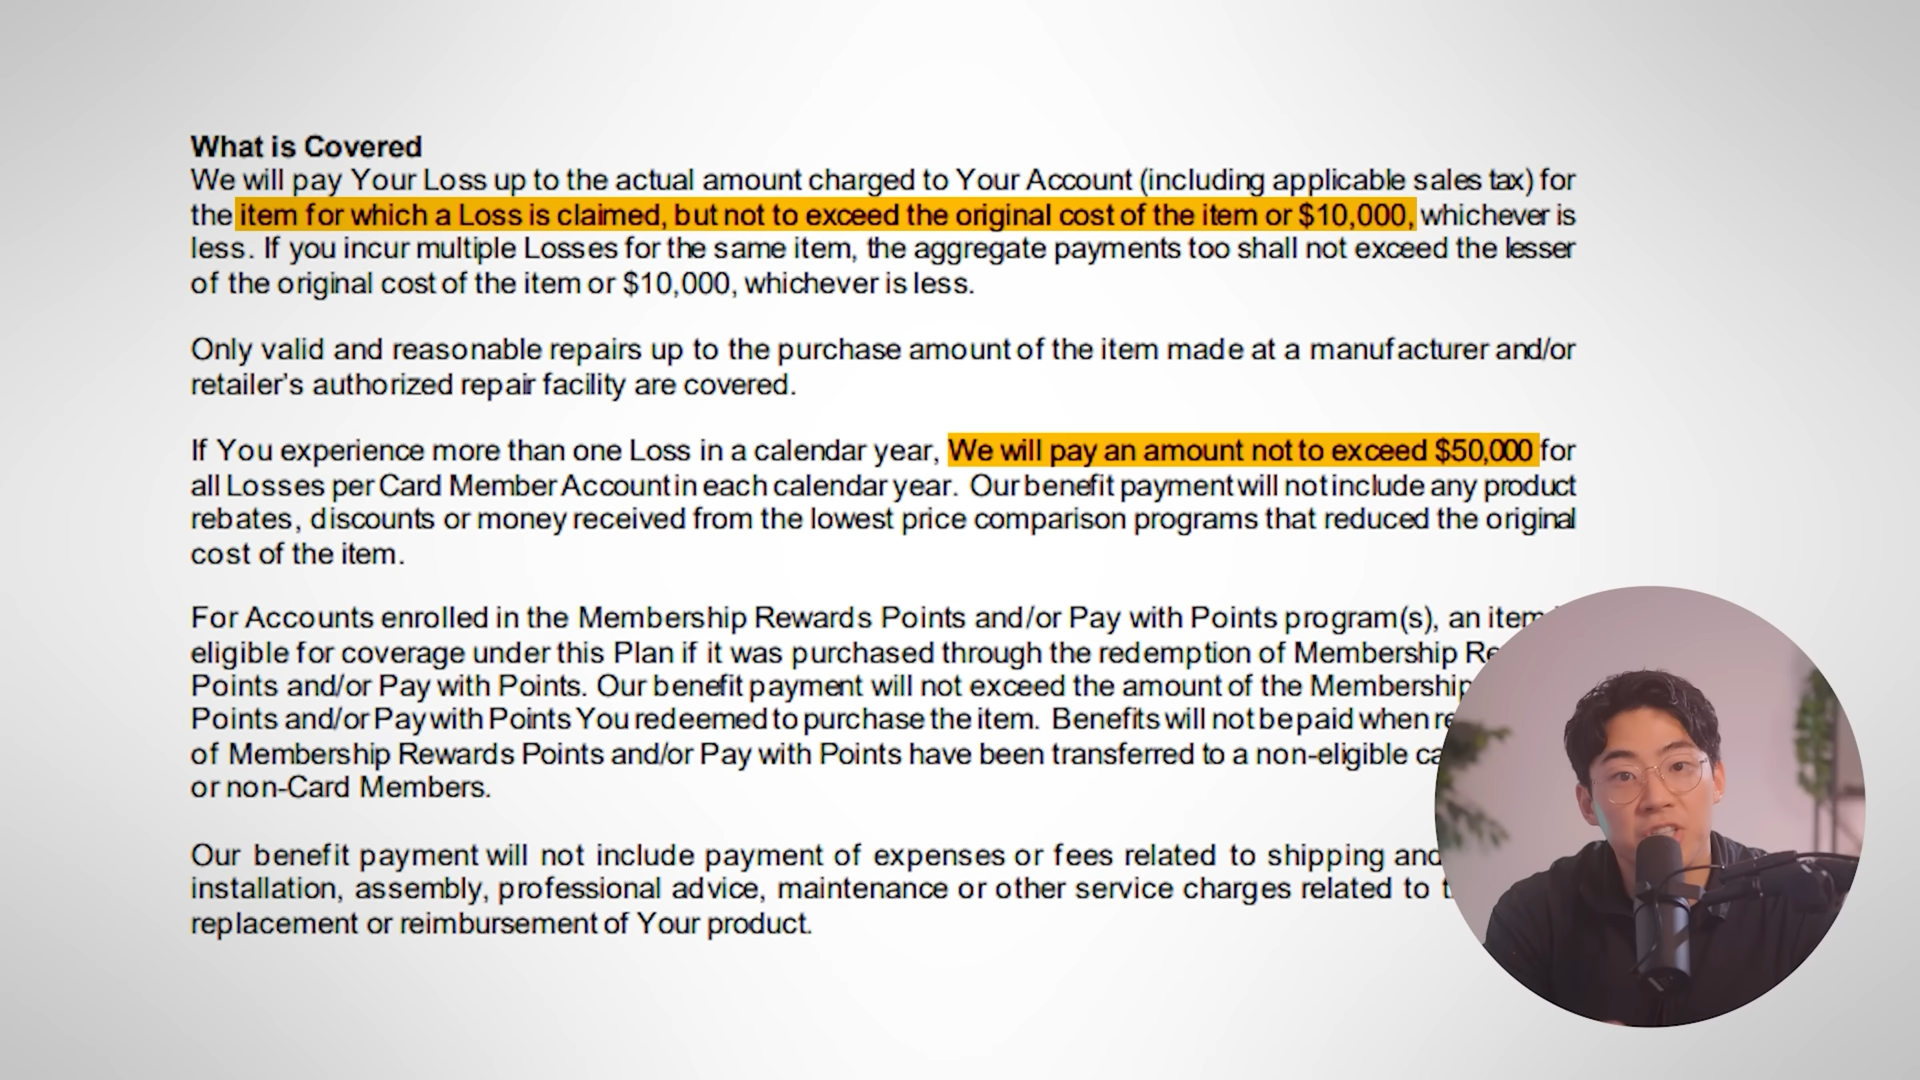 What is Covered
We will pay Your Loss up to the actual amount charged to Your Account (including applicable sales tax) for
the item for which a Loss is claimed, but not to exceed the original cost of the item or $10,000, whichever is
less. If you incur multiple Losses for the same item, the aggregate payments too shall not exceed the lesser
of the original cost of the item or $10,000, whichever is less.
Only valid and reasonable repairs up to the purchase amount of the item made at a manufacturer and/or
retailer's authorized repair facility are covered.
If You experience more than one Loss in a calendar year, We will pay an amount not to exceed $50,000 for
all Losses per Card Member Account in each calendar year. Our benefit payment will not include any product
rebates, discounts or money received from the lowest price comparison programs that reduced the original
cost of the item.
For Accounts enrolled in the Membership Rewards Points and/or Pay with Points program(s), an item
eligible for coverage under this Plan if it was purchased through the redemption of Membership
Points and/or Pay with Points. Our benefit payment will not exceed the amount of the Membership
Points and/or Pay with Points You redeemed to purchase the item. Benefits will not be paid when
of Membership Rewards Points and/or Pay with Points have been transferred to a non-eligible
or non-Card Members.
Our benefit payment will not include payment of expenses or fees related to shipping and
installation, assembly, professional advice, maintenance or other service charges related to
replacement or reimbursement of Your product.